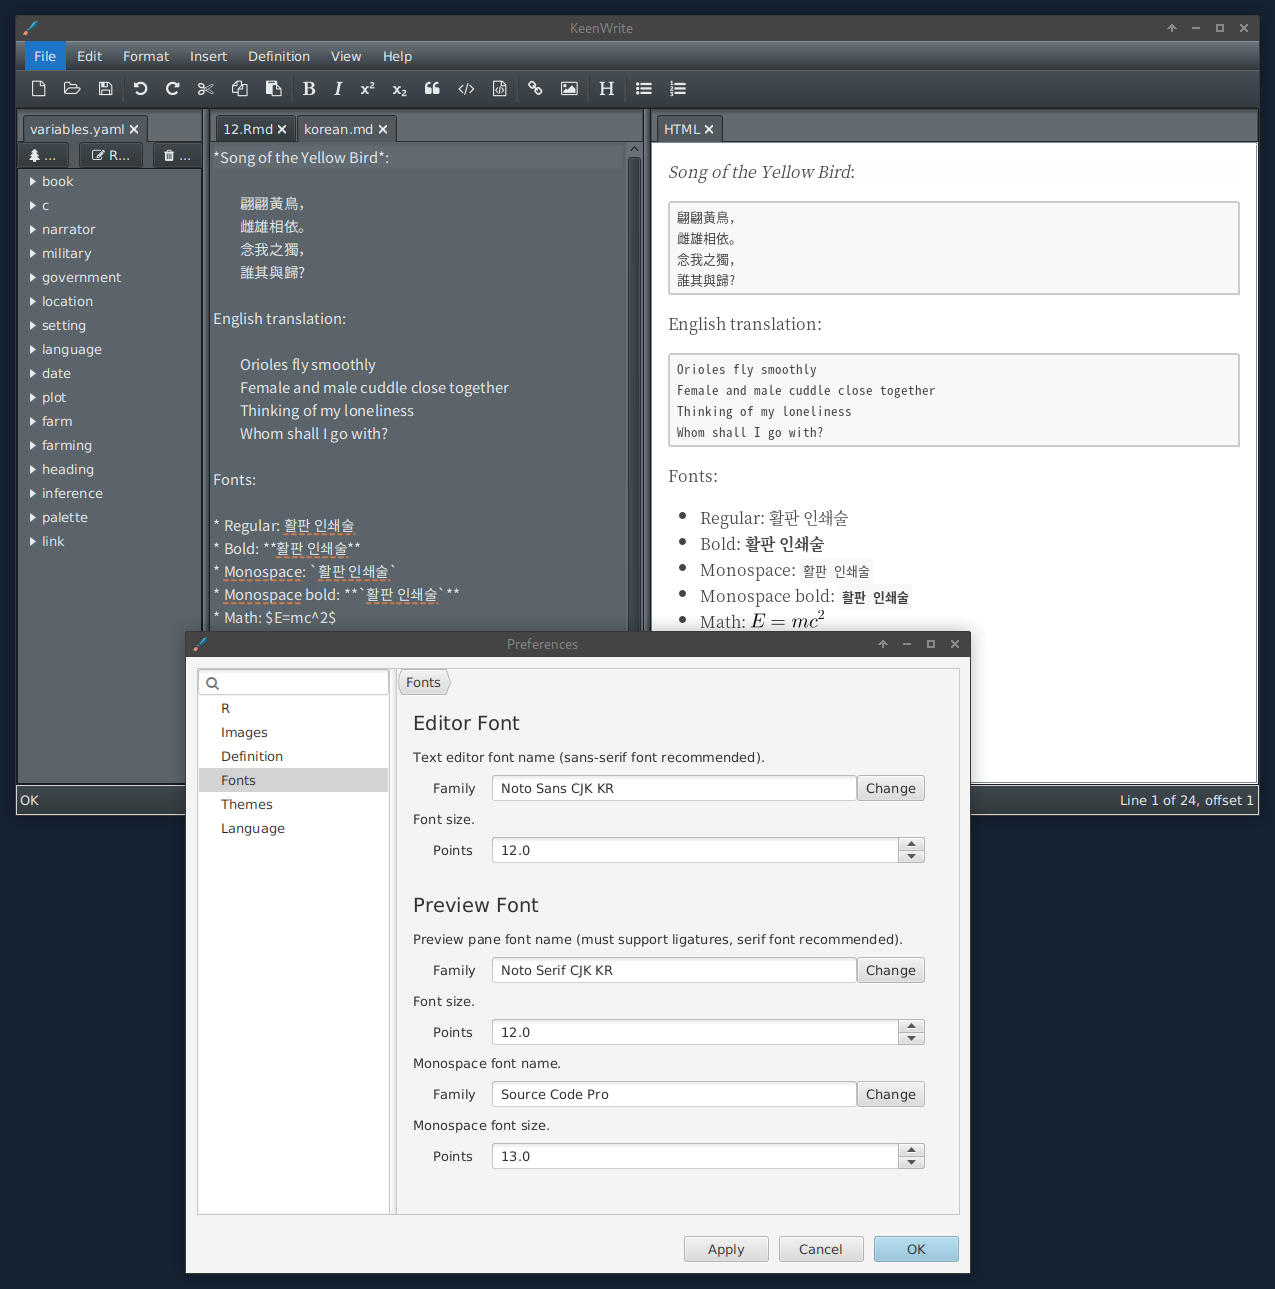 KeenWrite
File Edit Format Insert Definition View Help
B I x² x₂ H
variables.yaml
... R... ...
book
c
narrator
military
government
location
setting
language
date
plot
farm
farming
heading
inference
palette
link
12.Rmd korean.md
*Song of the Yellow Bird*:
翩翩黃鳥，
雌雄相依。
念我之獨，
誰其與歸?
English translation:
Orioles fly smoothly
Female and male cuddle close together
Thinking of my loneliness
Whom shall I go with?
Fonts:
* Regular: 활판 인쇄술
* Bold: **활판 인쇄술**
* Monospace: `활판 인쇄술`
* Monospace bold: **`활판 인쇄술`**
* Math: $E=mc^2$
HTML
Song of the Yellow Bird:
翩翩黃鳥，
雌雄相依。
念我之獨，
誰其與歸?
English translation:
Orioles fly smoothly
Female and male cuddle close together
Thinking of my loneliness
Whom shall I go with?
Fonts:
• Regular: 활판 인쇄술
• Bold: 활판 인쇄술
• Monospace: 활판 인쇄술
• Monospace bold: 활판 인쇄술
• Math: E = mc²
OK
Line 1 of 24, offset 1
Preferences
R
Images
Definition
Fonts
Themes
Language
Fonts
Editor Font
Text editor font name (sans-serif font recommended).
Family Noto Sans CJK KR Change
Font size.
Points 12.0
Preview Font
Preview pane font name (must support ligatures, serif font recommended).
Family Noto Serif CJK KR Change
Font size.
Points 12.0
Monospace font name.
Family Source Code Pro Change
Monospace font size.
Points 13.0
Apply Cancel OK